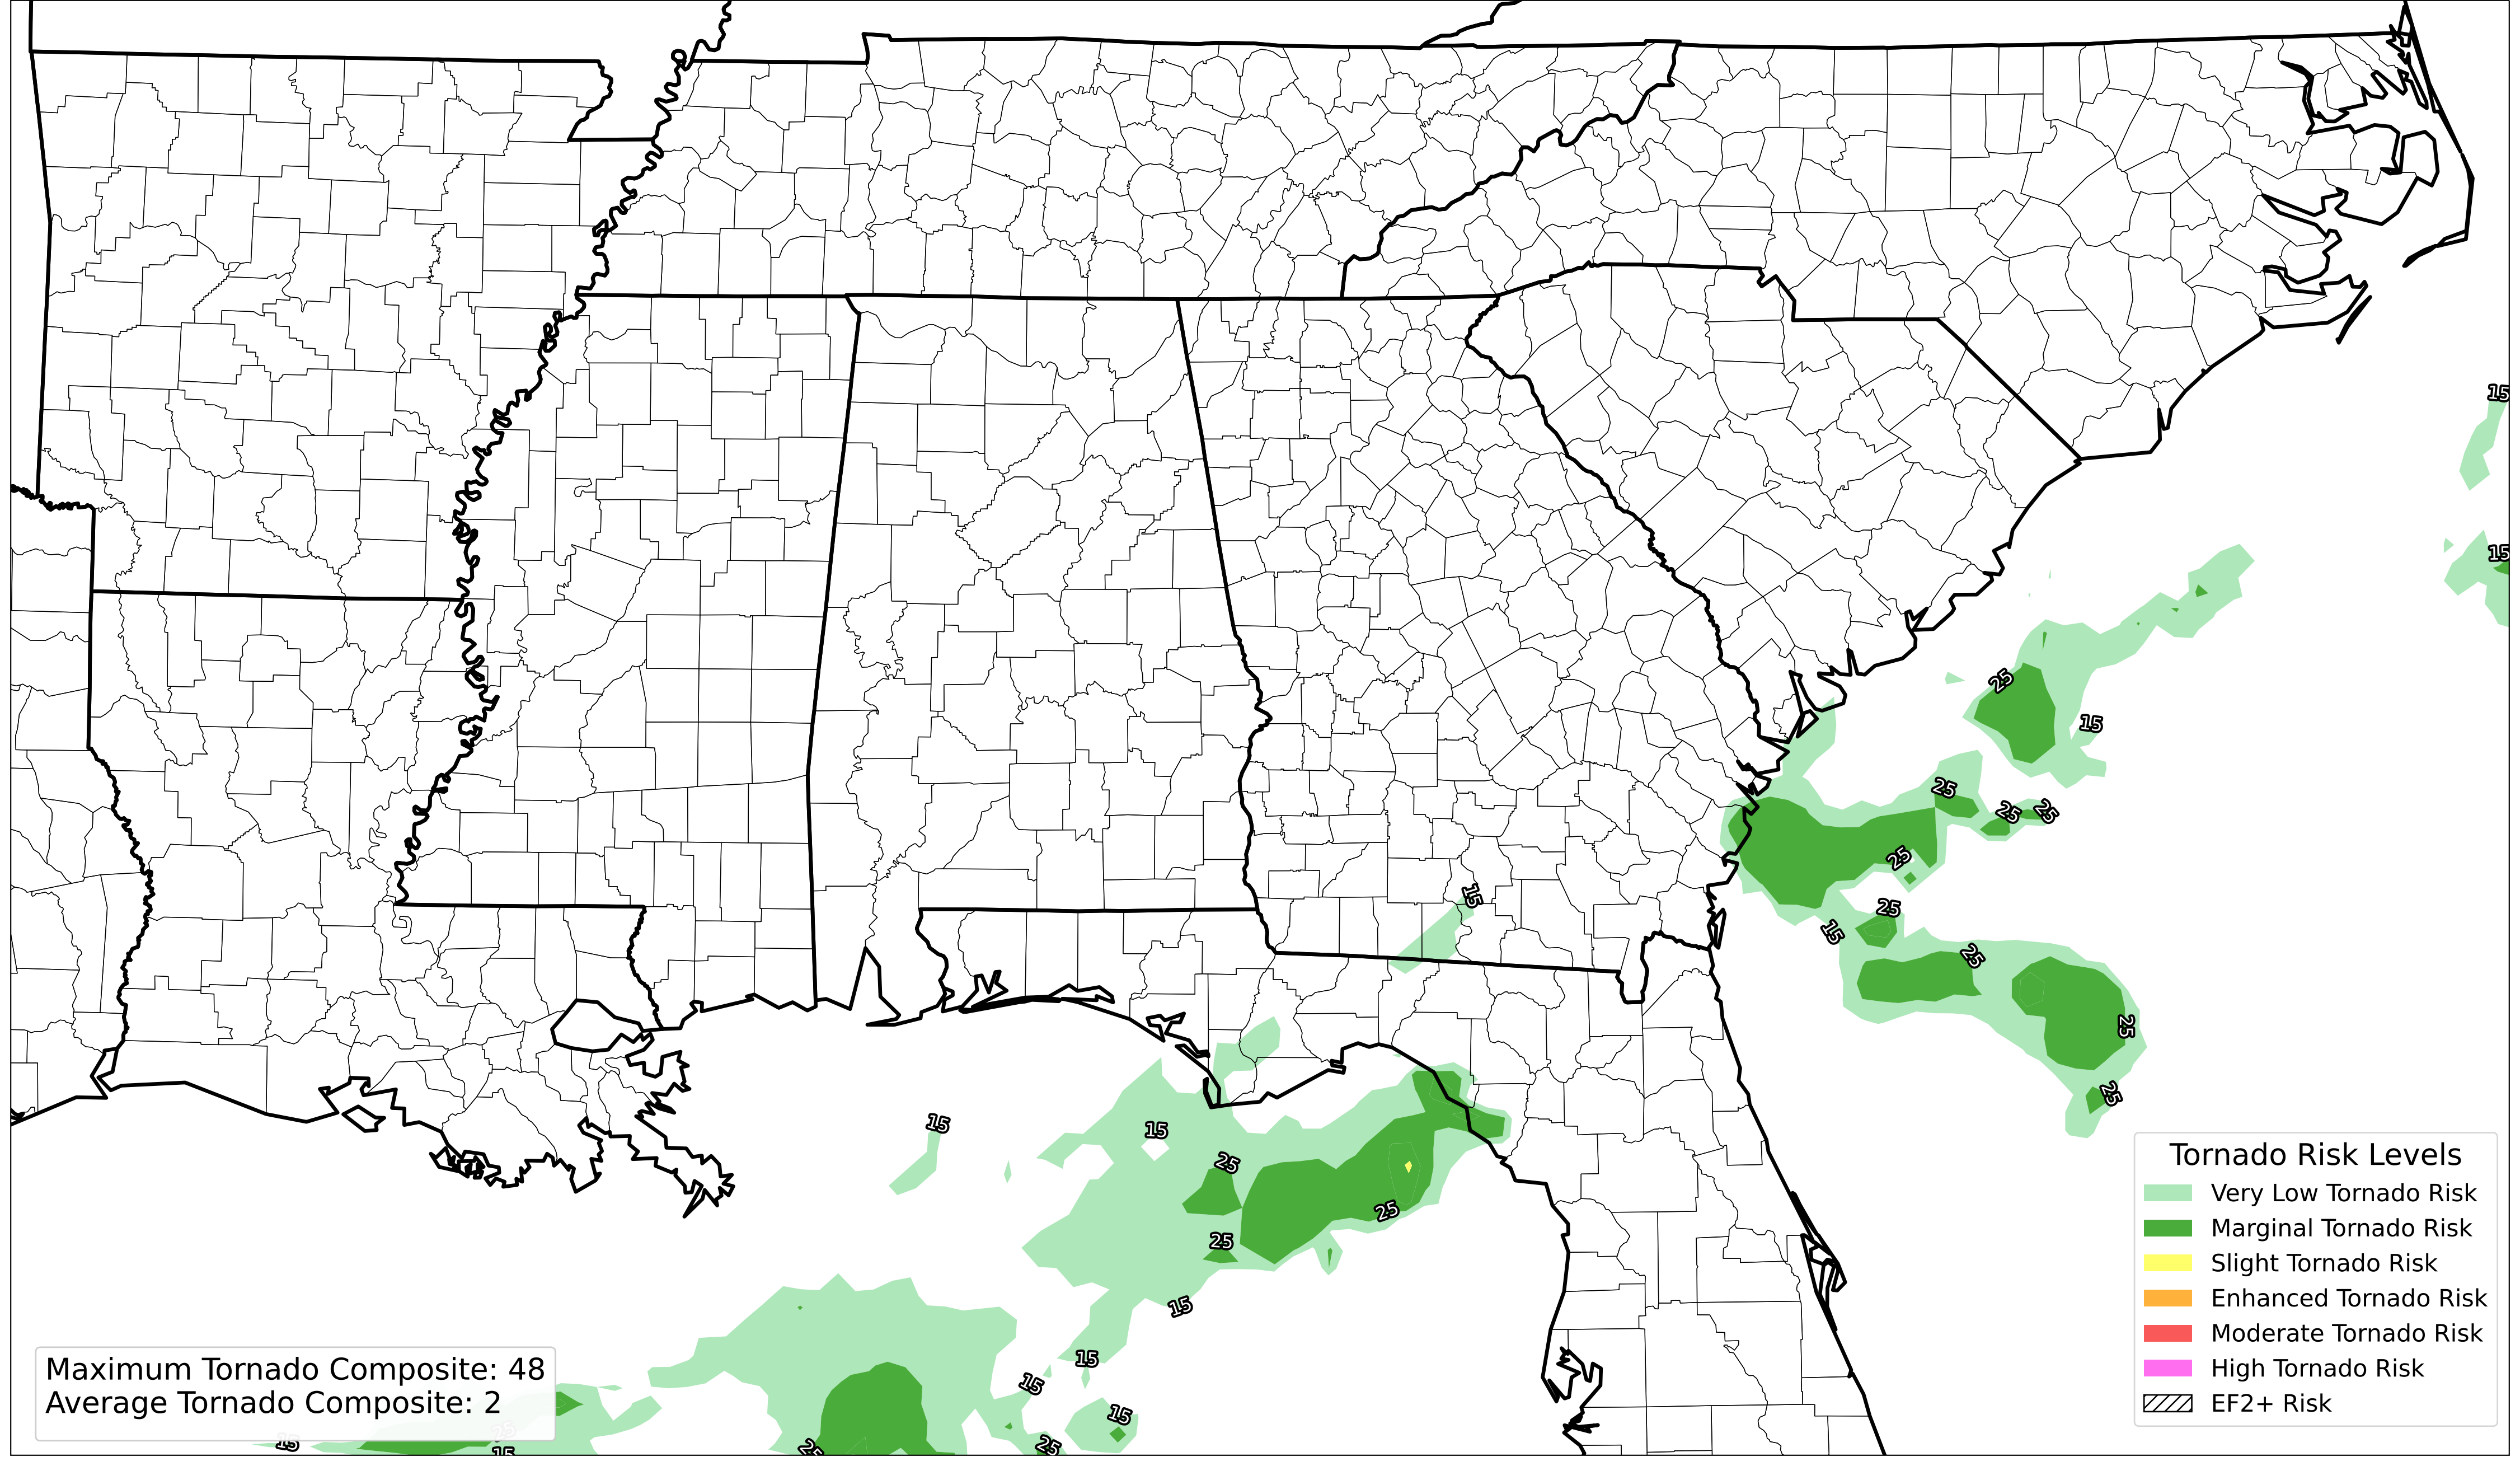 15
15
25
15
25
25
25
25
15
25
15
25
25
25
15
15
25
25
25
15
15
15
15
25
25
25
15
15
Tornado Risk Levels
Very Low Tornado Risk
Marginal Tornado Risk
Slight Tornado Risk
Enhanced Tornado Risk
Moderate Tornado Risk
High Tornado Risk
EF2+ Risk
Maximum Tornado Composite: 48
Average Tornado Composite: 2